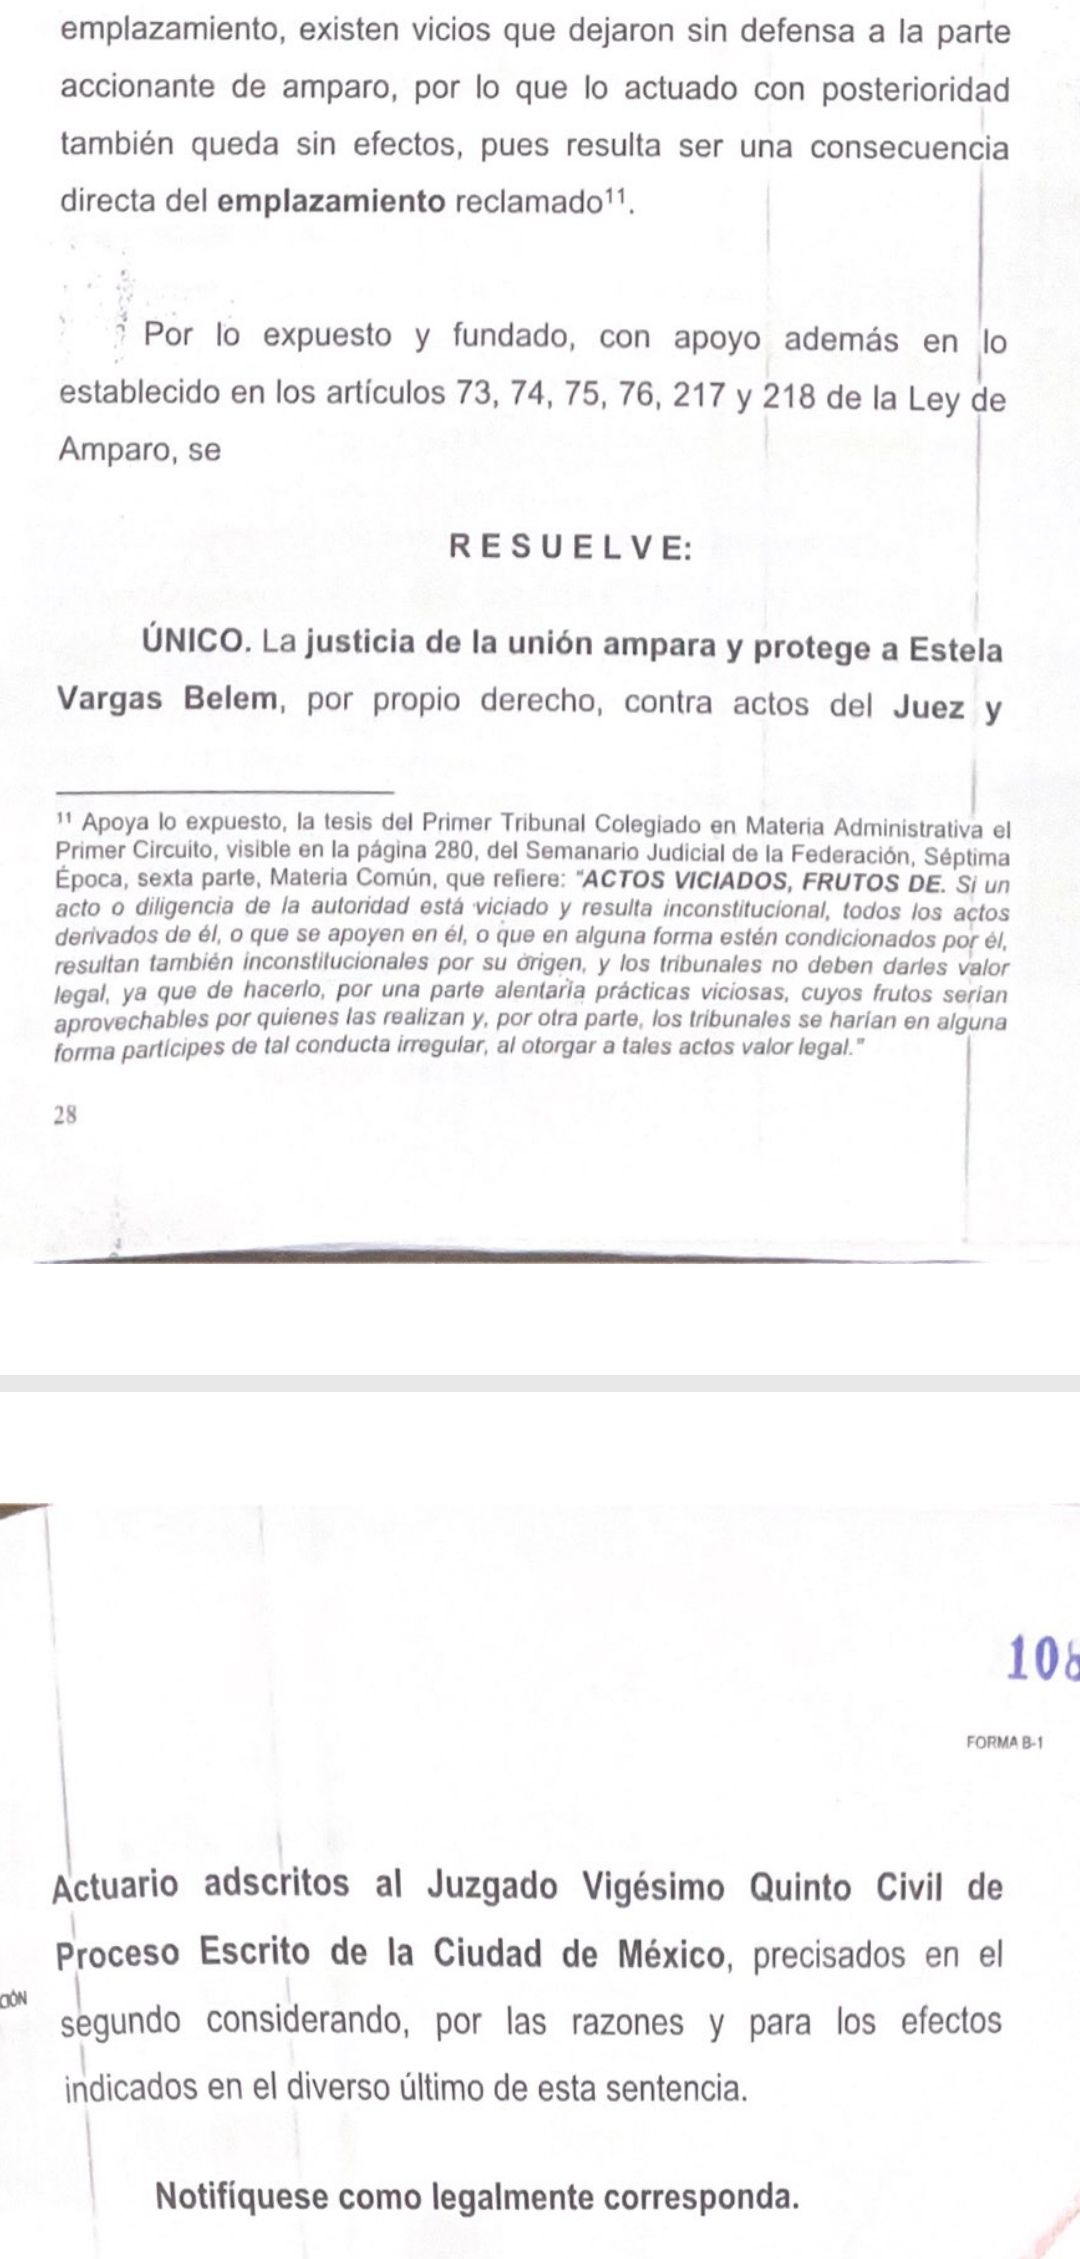 emplazamiento, existen vicios que dejaron sin defensa a la parte
accionante de amparo, por lo que lo actuado con posterioridad
también queda sin efectos, pues resulta ser una consecuencia
directa del emplazamiento reclamado¹¹.
Por lo expuesto y fundado, con apoyo además en lo
establecido en los artículos 73, 74, 75, 76, 217 y 218 de la Ley de
Amparo, se
R E S U E L V E:
ÚNICO. La justicia de la unión ampara y protege a Estela
Vargas Belem, por propio derecho, contra actos del Juez y
¹¹ Apoya lo expuesto, la tesis del Primer Tribunal Colegiado en Materia Administrativa el
Primer Circuito, visible en la página 280, del Semanario Judicial de la Federación, Séptima
Época, sexta parte, Materia Común, que refiere: "ACTOS VICIADOS, FRUTOS DE. Si un
acto o diligencia de la autoridad está viciado y resulta inconstitucional, todos los actos
derivados de él, o que se apoyen en él, o que en alguna forma estén condicionados por él,
resultan también inconstitucionales por su origen, y los tribunales no deben darles valor
legal, ya que de hacerlo, por una parte alentaría prácticas viciosas, cuyos frutos serían
aprovechables por quienes las realizan y, por otra parte, los tribunales se harían en alguna
forma partícipes de tal conducta irregular, al otorgar a tales actos valor legal."
28
108
FORMA B-1
Actuario adscritos al Juzgado Vigésimo Quinto Civil de
Proceso Escrito de la Ciudad de México, precisados en el
segundo considerando, por las razones y para los efectos
indicados en el diverso último de esta sentencia.
Notifíquese como legalmente corresponda.